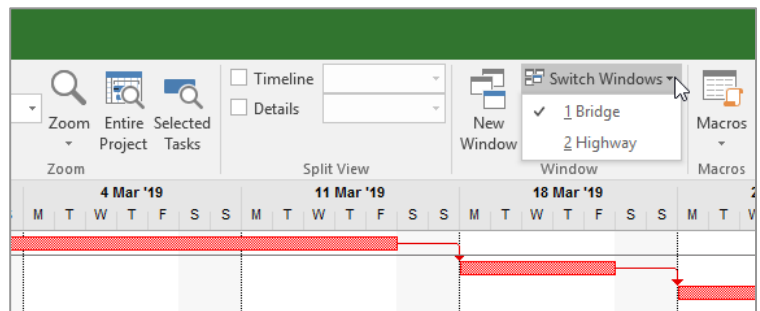 Timeline
Switch Windows
Details
1 Bridge
2 Highway
Zoom
Entire Project
Selected Tasks
New Window
Macros
Zoom
Split View
Window
Macros
4 Mar '19
11 Mar '19
18 Mar '19
M T W T F S S M T W T F S S M T W T F S S M T